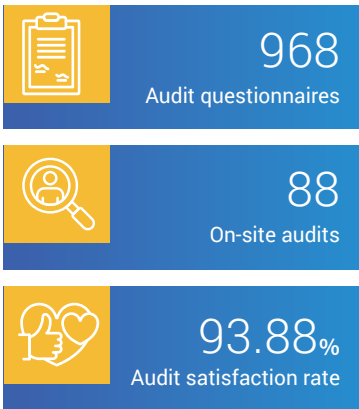 968
Audit questionnaires
88
On-site audits
93.88%
Audit satisfaction rate